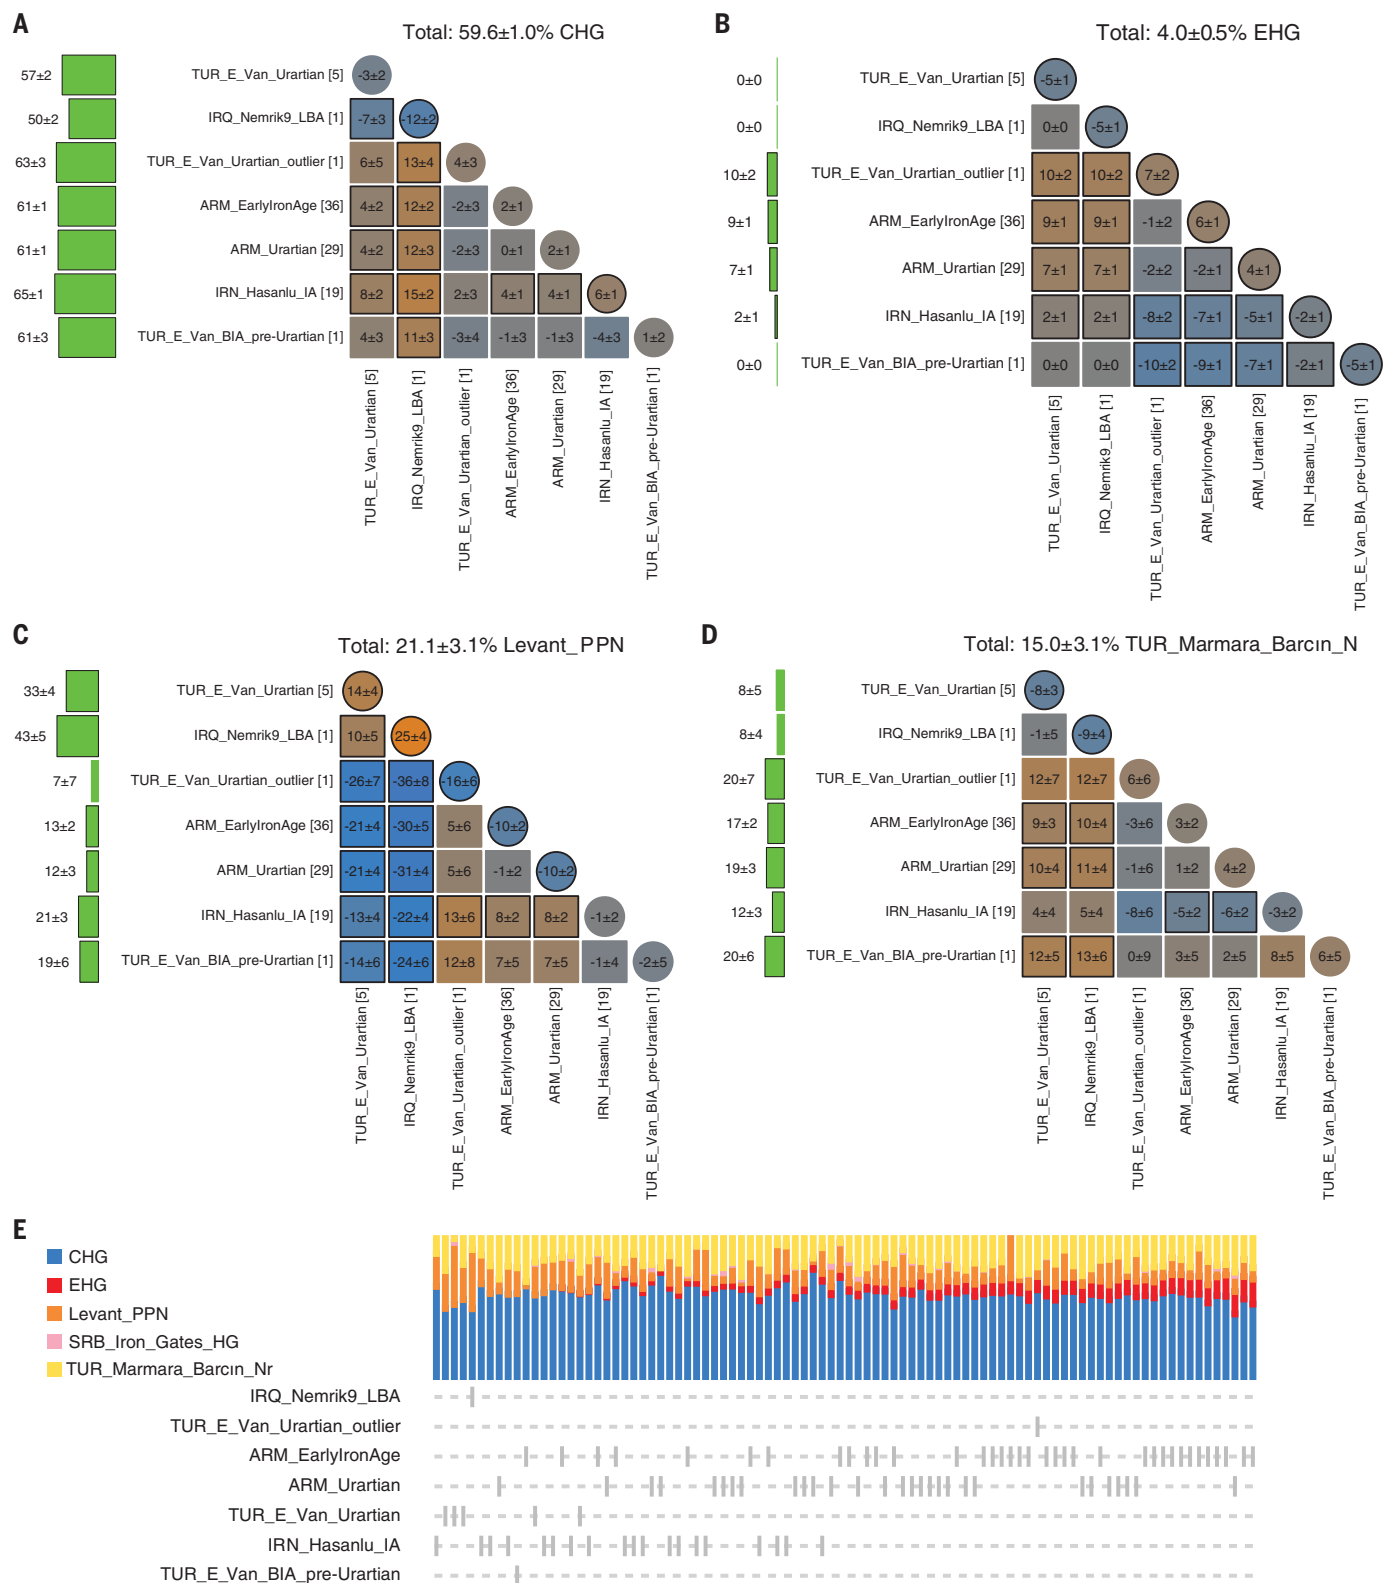 A
Total: 59.6±1.0% CHG
57±2 TUR_E_Van_Urartian [5] -3±2
50±2 IRQ_Nemrik9_LBA [1] -7±3 -12±2
63±3 TUR_E_Van_Urartian_outlier [1] 6±5 13±4 4±3
61±1 ARM_EarlyIronAge [36] 4±2 12±2 -2±3 2±1
61±1 ARM_Urartian [29] 4±2 12±3 -2±3 0±1 2±1
65±1 IRN_Hasanlu_IA [19] 8±2 15±2 2±3 4±1 4±1 6±1
61±3 TUR_E_Van_BIA_pre-Urartian [1] 4±3 11±3 -3±4 -1±3 -1±3 -4±3 1±2
TUR_E_Van_Urartian [5]
IRQ_Nemrik9_LBA [1]
TUR_E_Van_Urartian_outlier [1]
ARM_EarlyIronAge [36]
ARM_Urartian [29]
IRN_Hasanlu_IA [19]
TUR_E_Van_BIA_pre-Urartian [1]
B
Total: 4.0±0.5% EHG
0±0 TUR_E_Van_Urartian [5] -5±1
0±0 IRQ_Nemrik9_LBA [1] 0±0 -5±1
10±2 TUR_E_Van_Urartian_outlier [1] 10±2 10±2 7±2
9±1 ARM_EarlyIronAge [36] 9±1 9±1 -1±2 6±1
7±1 ARM_Urartian [29] 7±1 7±1 -2±2 -2±1 4±1
2±1 IRN_Hasanlu_IA [19] 2±1 2±1 -8±2 -7±1 -5±1 -2±1
0±0 TUR_E_Van_BIA_pre-Urartian [1] 0±0 0±0 -10±2 -9±1 -7±1 -2±1 -5±1
TUR_E_Van_Urartian [5]
IRQ_Nemrik9_LBA [1]
TUR_E_Van_Urartian_outlier [1]
ARM_EarlyIronAge [36]
ARM_Urartian [29]
IRN_Hasanlu_IA [19]
TUR_E_Van_BIA_pre-Urartian [1]
C
Total: 21.1±3.1% Levant_PPN
33±4 TUR_E_Van_Urartian [5] 14±4
43±5 IRQ_Nemrik9_LBA [1] 10±5 25±4
7±7 TUR_E_Van_Urartian_outlier [1] -26±7 -36±8 -16±6
13±2 ARM_EarlyIronAge [36] -21±4 -30±5 5±6 -10±2
12±3 ARM_Urartian [29] -21±4 -31±4 5±6 -1±2 -10±2
21±3 IRN_Hasanlu_IA [19] -13±4 -22±4 13±6 8±2 8±2 -1±2
19±6 TUR_E_Van_BIA_pre-Urartian [1] -14±6 -24±6 12±8 7±5 7±5 -1±4 -2±5
TUR_E_Van_Urartian [5]
IRQ_Nemrik9_LBA [1]
TUR_E_Van_Urartian_outlier [1]
ARM_EarlyIronAge [36]
ARM_Urartian [29]
IRN_Hasanlu_IA [19]
TUR_E_Van_BIA_pre-Urartian [1]
D
Total: 15.0±3.1% TUR_Marmara_Barcın_N
8±5 TUR_E_Van_Urartian [5] -8±3
8±4 IRQ_Nemrik9_LBA [1] -1±5 -9±4
20±7 TUR_E_Van_Urartian_outlier [1] 12±7 12±7 6±6
17±2 ARM_EarlyIronAge [36] 9±3 10±4 -3±6 3±2
19±3 ARM_Urartian [29] 10±4 11±4 -1±6 1±2 4±2
12±3 IRN_Hasanlu_IA [19] 4±4 5±4 -8±6 -5±2 -6±2 -3±2
20±6 TUR_E_Van_BIA_pre-Urartian [1] 12±5 13±6 0±9 3±5 2±5 8±5 6±5
TUR_E_Van_Urartian [5]
IRQ_Nemrik9_LBA [1]
TUR_E_Van_Urartian_outlier [1]
ARM_EarlyIronAge [36]
ARM_Urartian [29]
IRN_Hasanlu_IA [19]
TUR_E_Van_BIA_pre-Urartian [1]
E
CHG
EHG
Levant_PPN
SRB_Iron_Gates_HG
TUR_Marmara_Barcın_Nr
IRQ_Nemrik9_LBA
TUR_E_Van_Urartian_outlier
ARM_EarlyIronAge
ARM_Urartian
TUR_E_Van_Urartian
IRN_Hasanlu_IA
TUR_E_Van_BIA_pre-Urartian